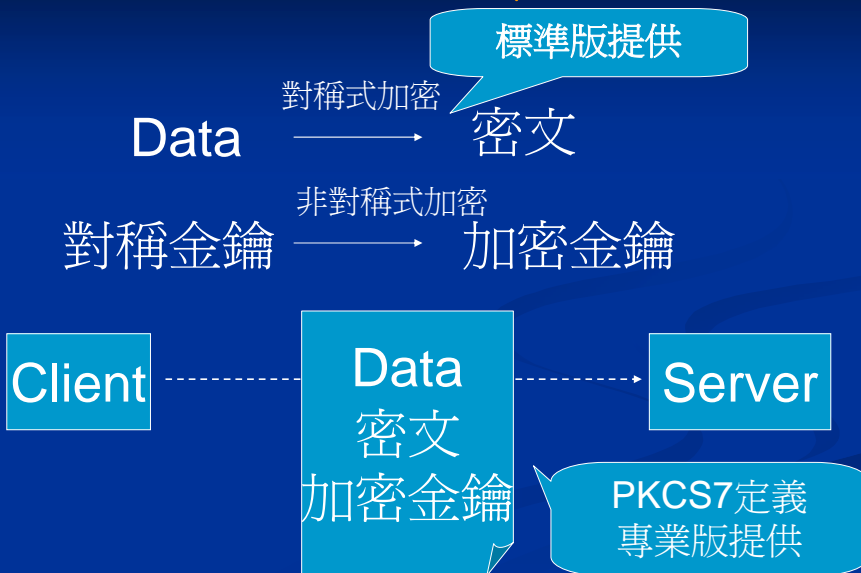 標準版提供
對稱式加密
Data
密文
非對稱式加密
對稱金鑰
加密金鑰
Client
Data
密文
加密金鑰
Server
PKCS7定義
專業版提供